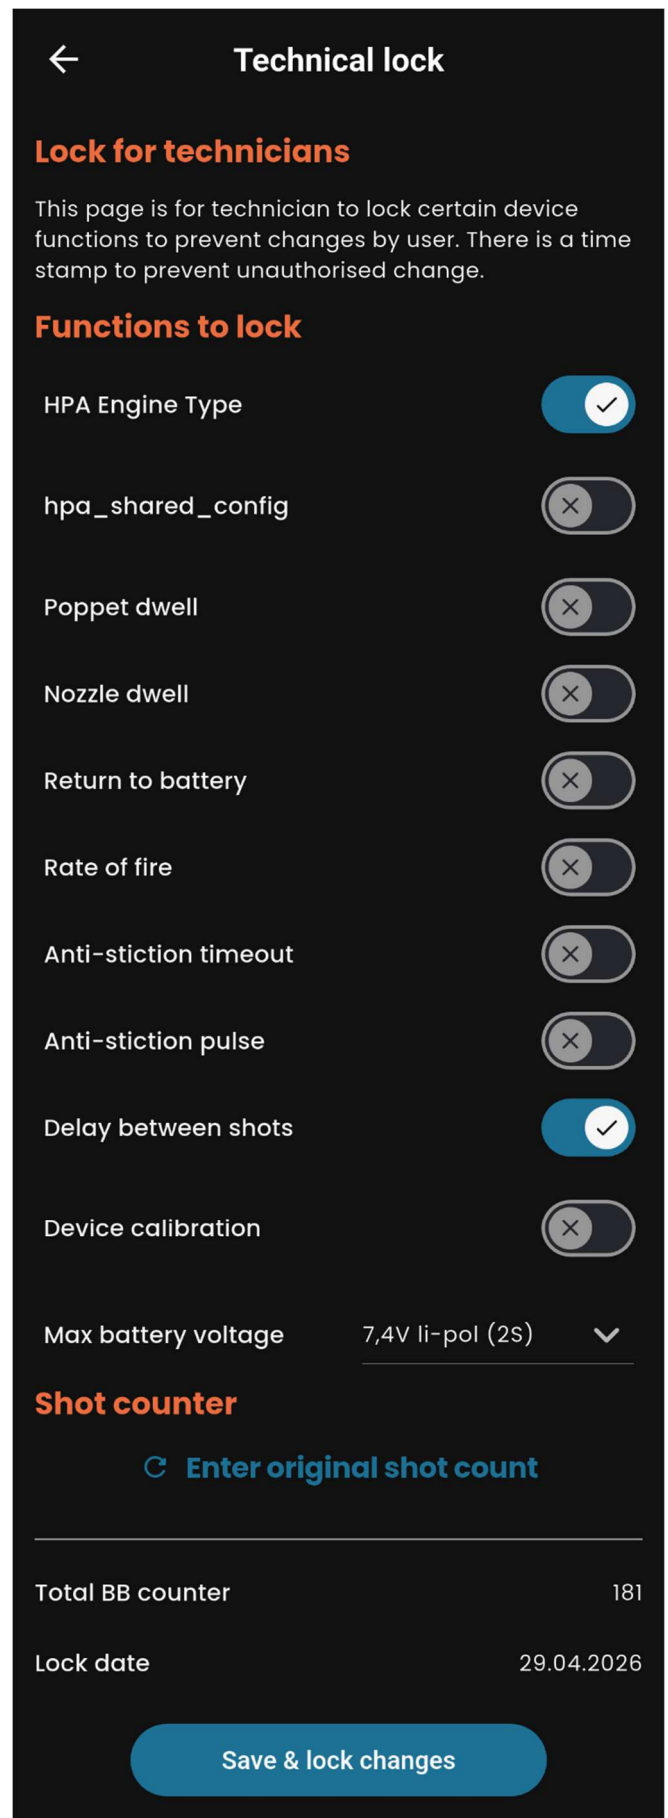 Technical lock
Lock for technicians
This page is for technician to lock certain device
functions to prevent changes by user. There is a time
stamp to prevent unauthorised change.
Functions to lock
HPA Engine Type
hpa_shared_config
Poppet dwell
Nozzle dwell
Return to battery
Rate of fire
Anti-stiction timeout
Anti-stiction pulse
Delay between shots
Device calibration
Max battery voltage 7,4V li-pol (2S)
Shot counter
Enter original shot count
Total BB counter 181
Lock date 29.04.2026
Save & lock changes